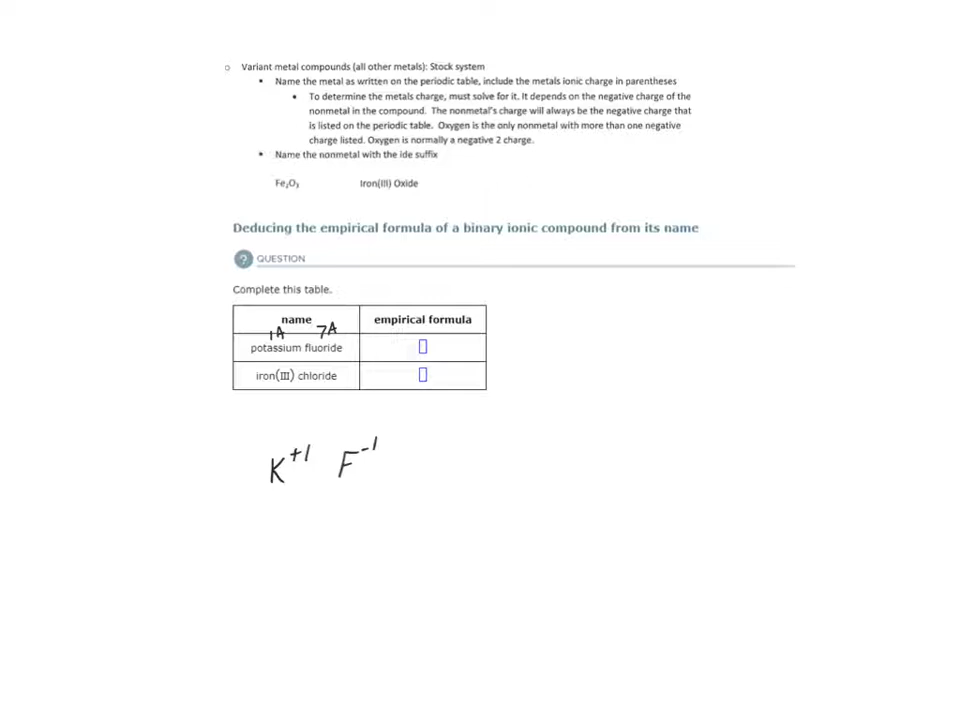 Variant metal compounds (all other metals): Stock system
Name the metal as written on the periodic table, include the metals ionic charge in parentheses
To determine the metals charge, must solve for it. It depends on the negative charge of the
nonmetal in the compound. The nonmetal's charge will always be the negative charge that
is listed on the periodic table. Oxygen is the only nonmetal with more than one negative
charge listed. Oxygen is normally a negative 2 charge.
Name the nonmetal with the ide suffix
Fe₂O₃ Iron(III) Oxide
Deducing the empirical formula of a binary ionic compound from its name
? QUESTION
Complete this table.
name empirical formula
1A 7A
potassium fluoride
iron(III) chloride
K⁺¹ F⁻¹